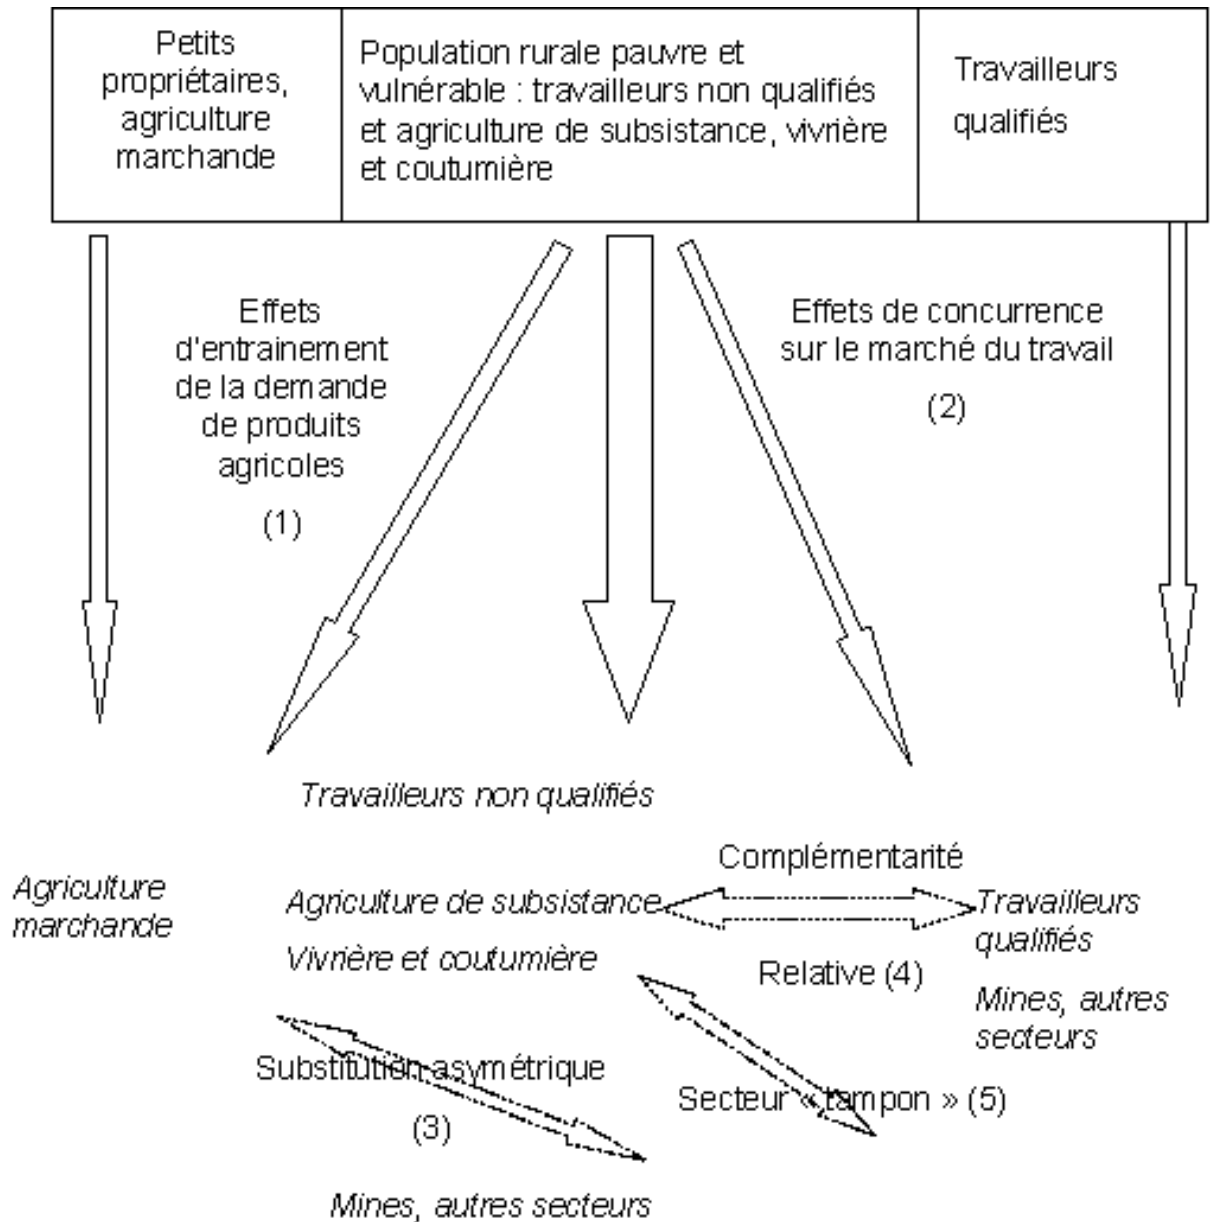 Petits
propriétaires,
agriculture
marchande
Population rurale pauvre et
vulnérable : travailleurs non qualifiés
et agriculture de subsistance, vivrière
et coutumière
Travailleurs
qualifiés
Effets
d'entrainement
de la demande
de produits
agricoles
(1)
Effets de concurrence
sur le marché du travail
(2)
Travailleurs non qualifiés
Agriculture
marchande
Agriculture de subsistance
Vivrière et coutumière
Complémentarité
Relative (4)
Travailleurs
qualifiés
Mines, autres
secteurs
Substitution asymétrique
(3)
Secteur « tampon » (5)
Mines, autres secteurs